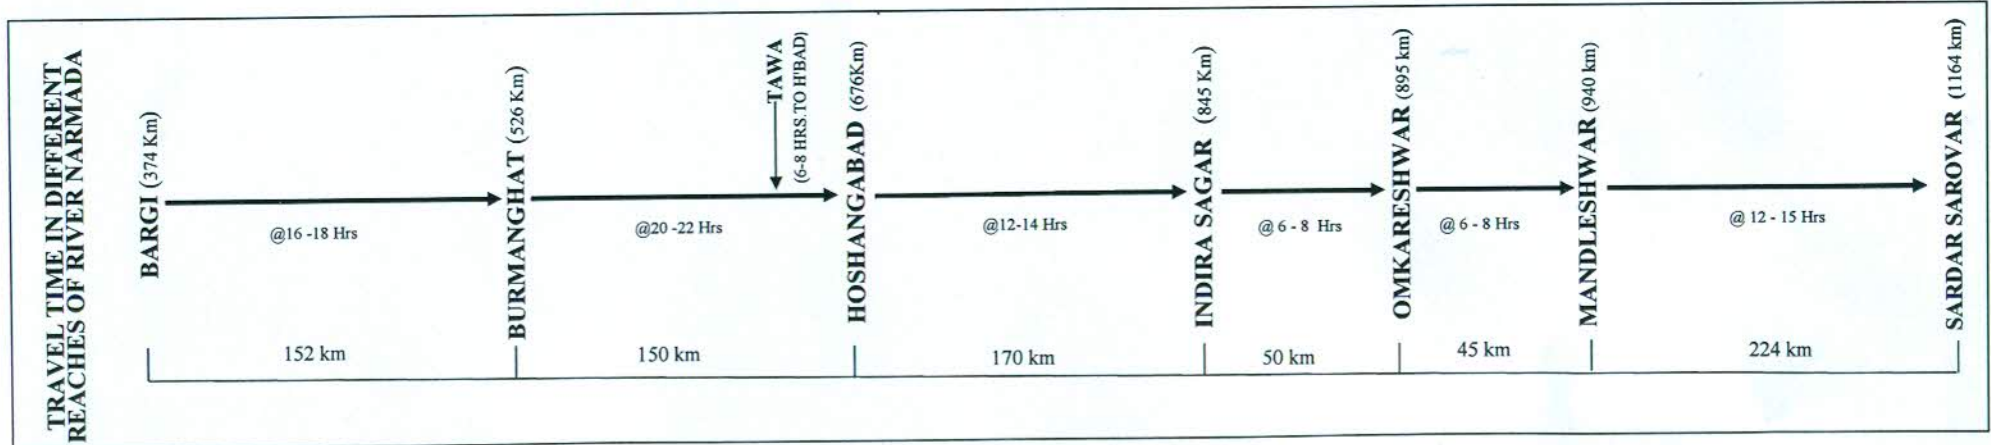 TRAVEL TIME IN DIFFERENT
REACHES OF RIVER NARMADA
BARGI (374 Km)
@16 -18 Hrs
BURMANGHAT (526 Km)
@20 -22 Hrs
TAWA
(6-8 HRS. TO H'BAD)
HOSHANGABAD (676Km)
@12-14 Hrs
INDIRA SAGAR (845 Km)
@ 6 - 8 Hrs
OMKARESHWAR (895 km)
@ 6 - 8 Hrs
MANDLESHWAR (940 km)
@ 12 - 15 Hrs
SARDAR SAROVAR (1164 km)
152 km
150 km
170 km
50 km
45 km
224 km